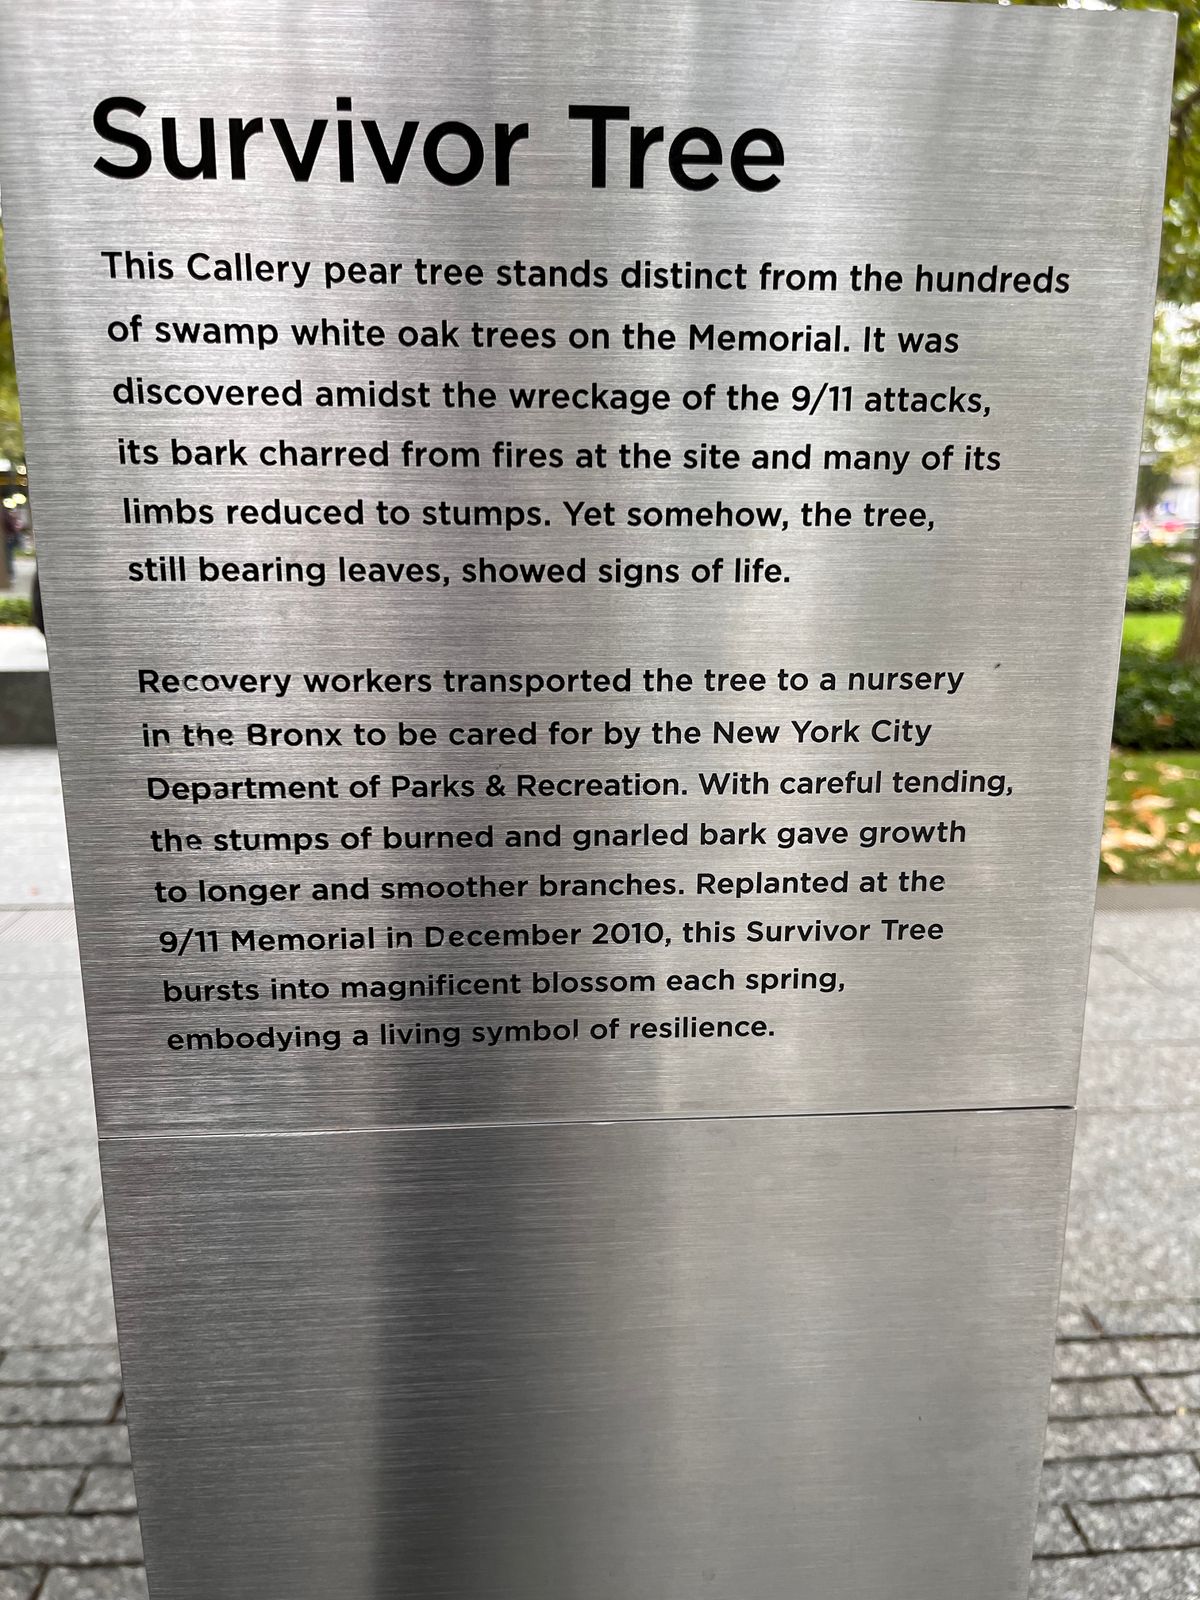 Survivor Tree
This Callery pear tree stands distinct from the hundreds
of swamp white oak trees on the Memorial. It was
discovered amidst the wreckage of the 9/11 attacks,
its bark charred from fires at the site and many of its
limbs reduced to stumps. Yet somehow, the tree,
still bearing leaves, showed signs of life.
Recovery workers transported the tree to a nursery
in the Bronx to be cared for by the New York City
Department of Parks & Recreation. With careful tending,
the stumps of burned and gnarled bark gave growth
to longer and smoother branches. Replanted at the
9/11 Memorial in December 2010, this Survivor Tree
bursts into magnificent blossom each spring,
embodying a living symbol of resilience.